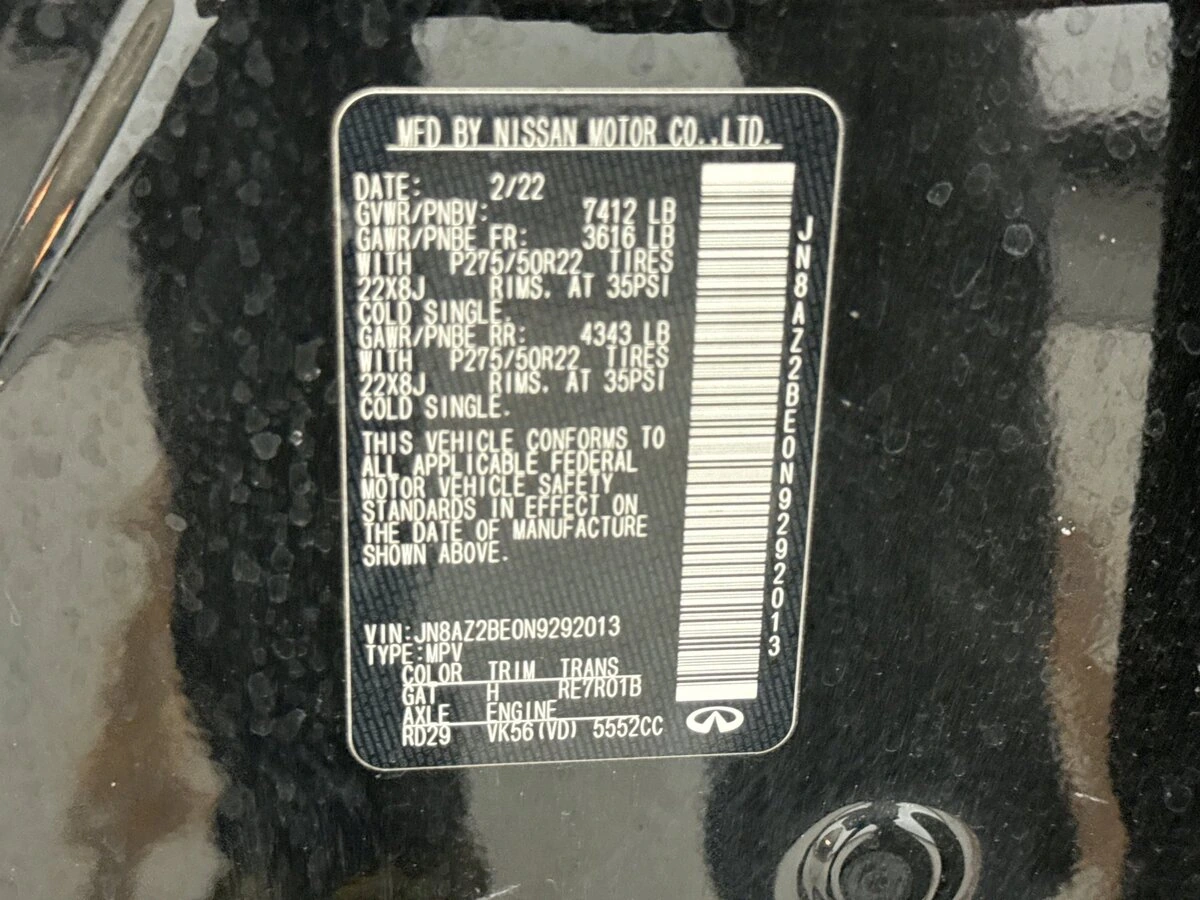 MFD BY NISSAN MOTOR CO.,LTD.
DATE: 2/22
GVWR/PNBV: 7412 LB
GAWR/PNBE FR: 3616 LB
WITH P275/50R22 TIRES
22X8J RIMS. AT 35PSI
COLD SINGLE.
GAWR/PNBE RR: 4343 LB
WITH P275/50R22 TIRES
22X8J RIMS. AT 35PSI
COLD SINGLE.
THIS VEHICLE CONFORMS TO
ALL APPLICABLE FEDERAL
MOTOR VEHICLE SAFETY
STANDARDS IN EFFECT ON
THE DATE OF MANUFACTURE
SHOWN ABOVE.
VIN:JN8AZ2BE0N9292013
TYPE:MPV
COLOR TRIM TRANS
GAT H RE7R01B
AXLE ENGINE
RD29 VK56(VD) 5552CC
JN8AZ2BE0N9292013